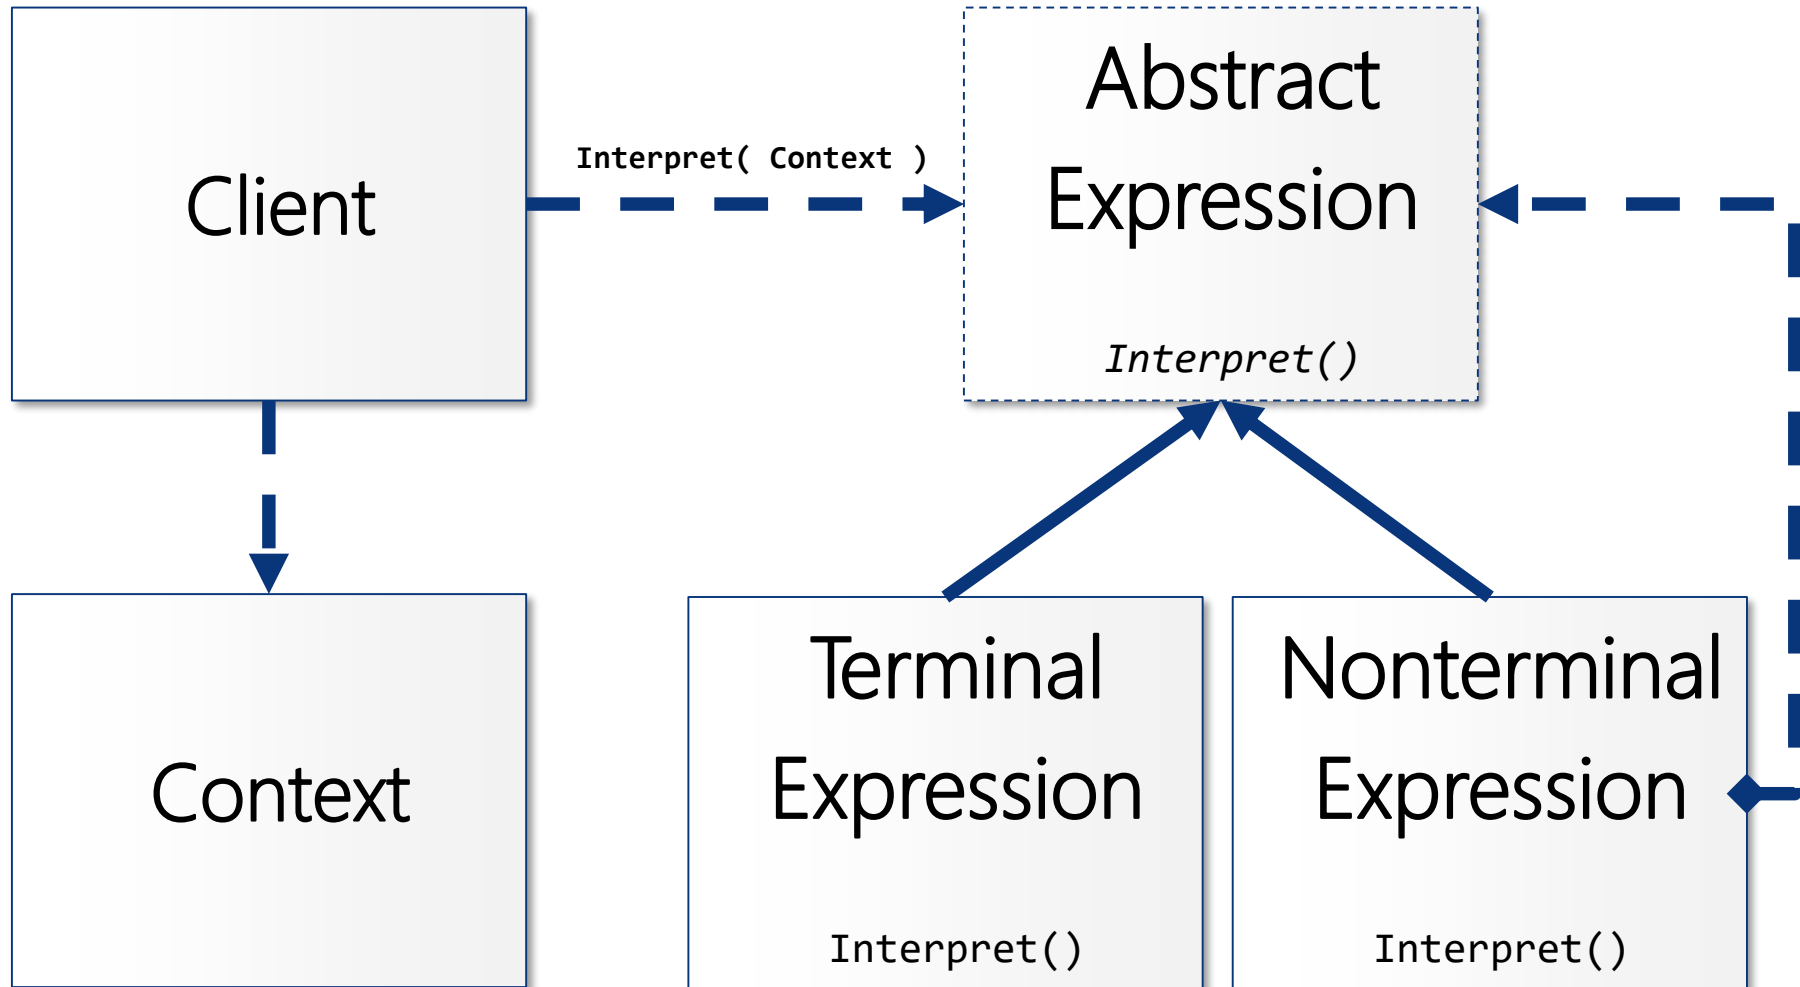 Client
Interpret( Context )
Abstract
Expression
Interpret()
Context
Terminal
Expression
Interpret()
Nonterminal
Expression
Interpret()